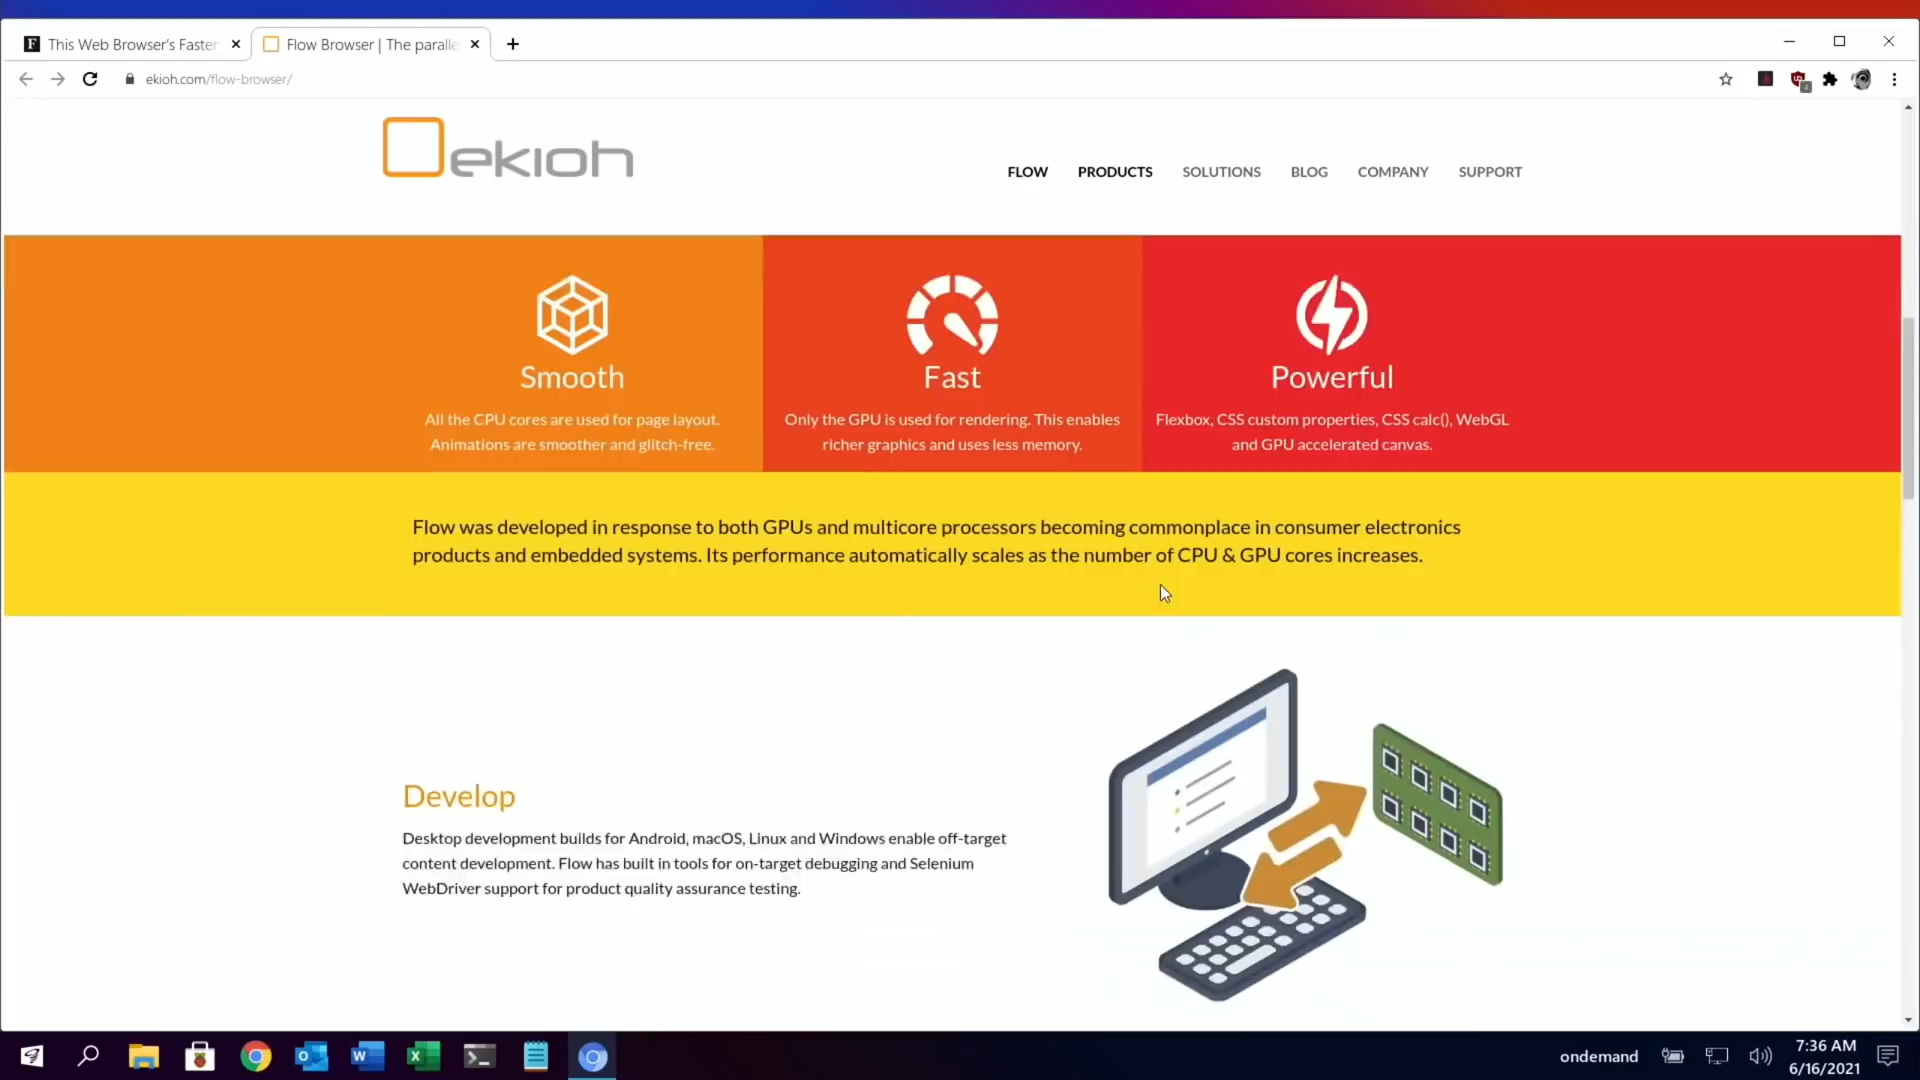 This Web Browser's Faster
Flow Browser | The paralle
ekioh.com/flow-browser/
ekioh
FLOW PRODUCTS SOLUTIONS BLOG COMPANY SUPPORT
Smooth
All the CPU cores are used for page layout.
Animations are smoother and glitch-free.
Fast
Only the GPU is used for rendering. This enables
richer graphics and uses less memory.
Powerful
Flexbox, CSS custom properties, CSS calc(), WebGL
and GPU accelerated canvas.
Flow was developed in response to both GPUs and multicore processors becoming commonplace in consumer electronics
products and embedded systems. Its performance automatically scales as the number of CPU & GPU cores increases.
Develop
Desktop development builds for Android, macOS, Linux and Windows enable off-target
content development. Flow has built in tools for on-target debugging and Selenium
WebDriver support for product quality assurance testing.
ondemand
7:36 AM
6/16/2021